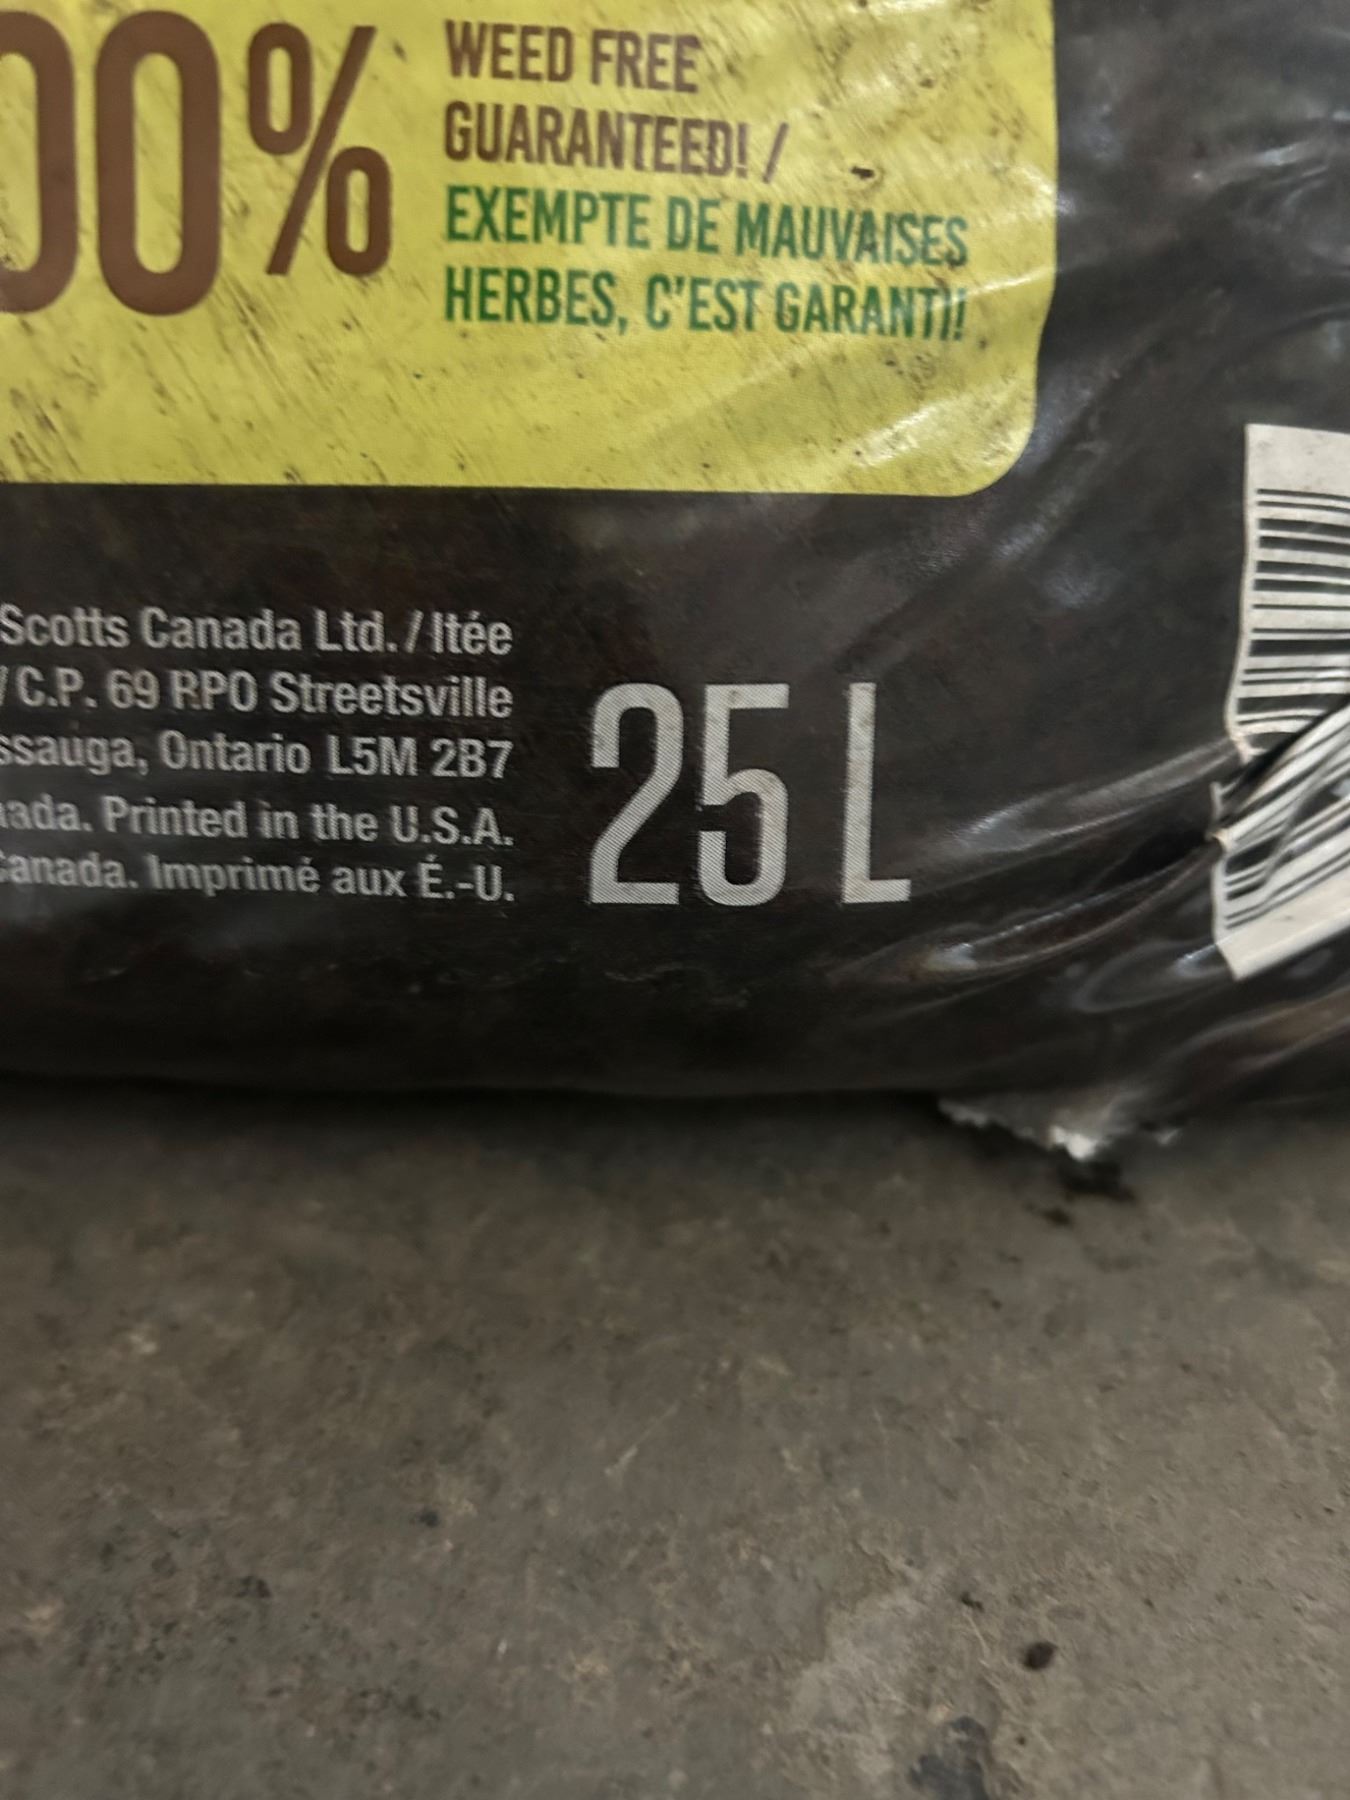 00%
WEED FREE
GUARANTEED! /
EXEMPTE DE MAUVAISES
HERBES, C'EST GARANTI!
Scotts Canada Ltd. / ltée
/ C.P. 69 RPO Streetsville
ssauga, Ontario L5M 2B7
nada. Printed in the U.S.A.
Canada. Imprimé aux É.-U.
25 L